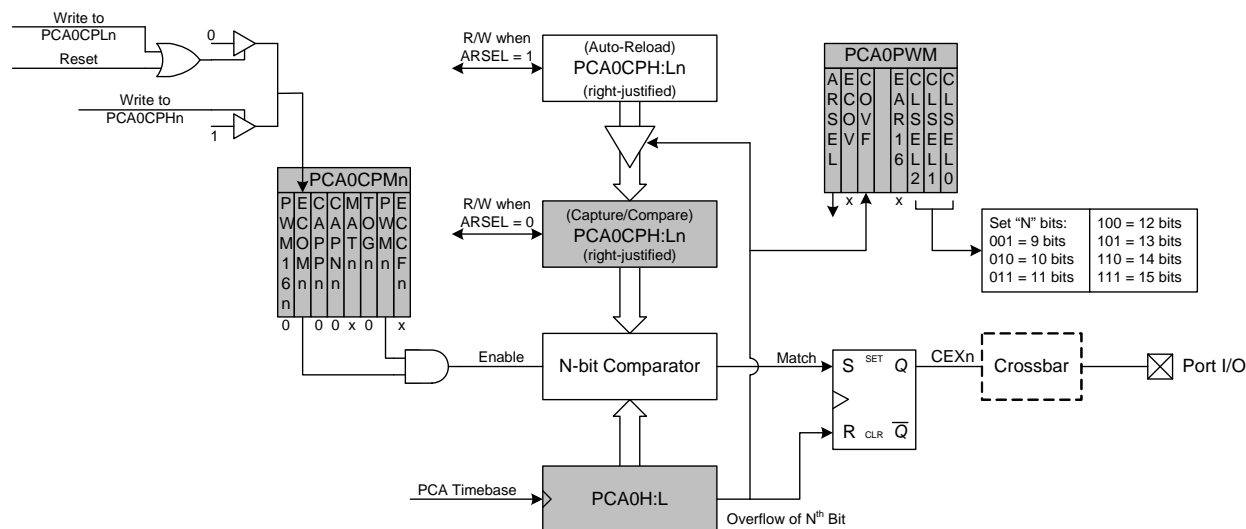 Write to
PCA0CPLn
Reset
0
Write to
PCA0CPHn
1
R/W when
ARSEL = 1
(Auto-Reload)
PCA0CPH:Ln
(right-justified)
PCA0PWM
ARSEL
ECOV
COVF
EAR16
CLSEL2
CLSEL1
CLSEL0
x
x
Set “N” bits:
001 = 9 bits
010 = 10 bits
011 = 11 bits
100 = 12 bits
101 = 13 bits
110 = 14 bits
111 = 15 bits
PCA0CPMn
PWM16n
ECOMn
CAPPn
CAPNn
MATn
TOGn
PWMn
ECCFn
0
0 0 x 0
x
R/W when
ARSEL = 0
(Capture/Compare)
PCA0CPH:Ln
(right-justified)
Enable
N-bit Comparator
Match
S SET Q
R CLR Q
CEXn
Crossbar
Port I/O
PCA Timebase
PCA0H:L
Overflow of Nth Bit